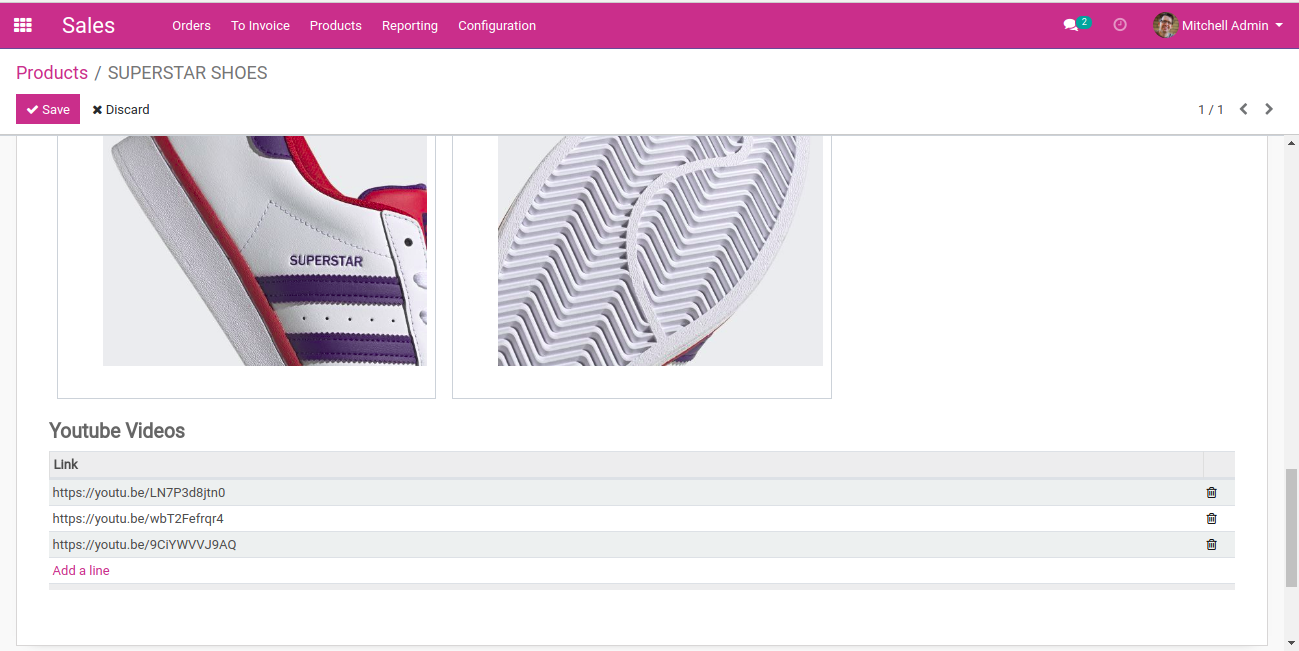 Sales Orders To Invoice Products Reporting Configuration 2 Mitchell Admin
Products / SUPERSTAR SHOES
Save Discard 1 / 1
SUPERSTAR
Youtube Videos
Link
https://youtu.be/LN7P3d8jtn0
https://youtu.be/wbT2Fefrqr4
https://youtu.be/9CiYWVVJ9AQ
Add a line